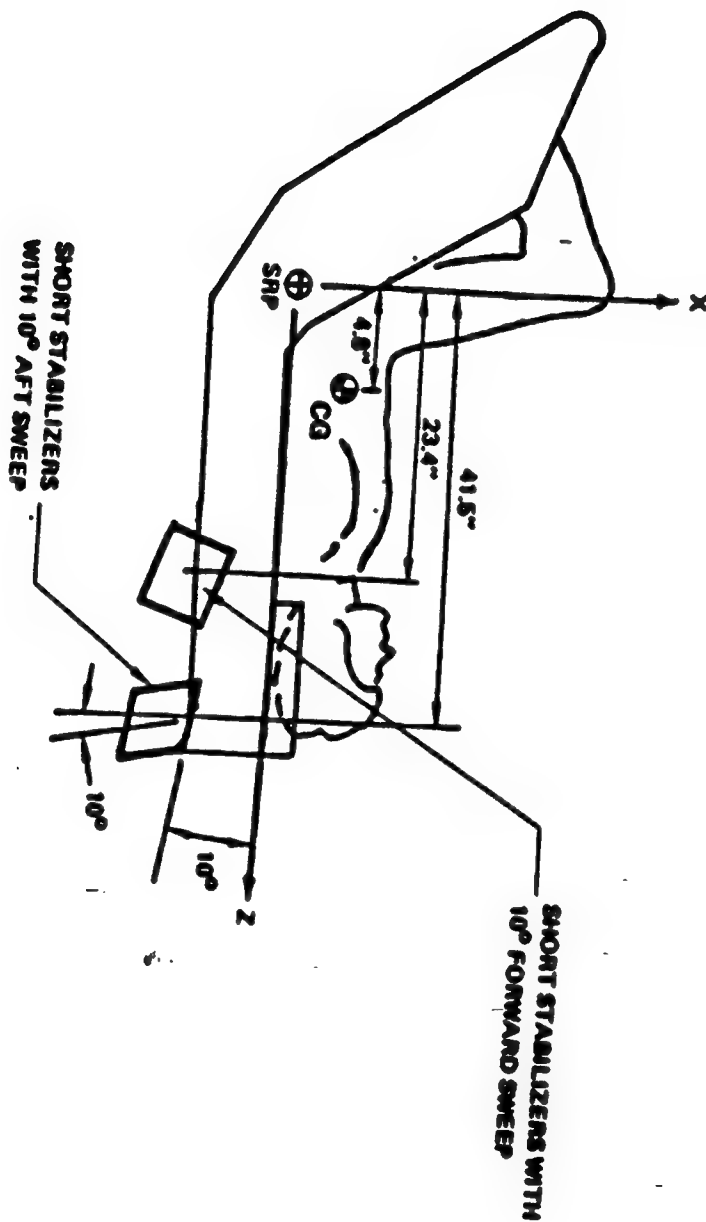 X
41.5"
23.4"
4.8"
SRP
CG
Z
10°
10°
SHORT STABILIZERS
WITH 10° AFT SWEEP
SHORT STABILIZERS WITH
10° FORWARD SWEEP